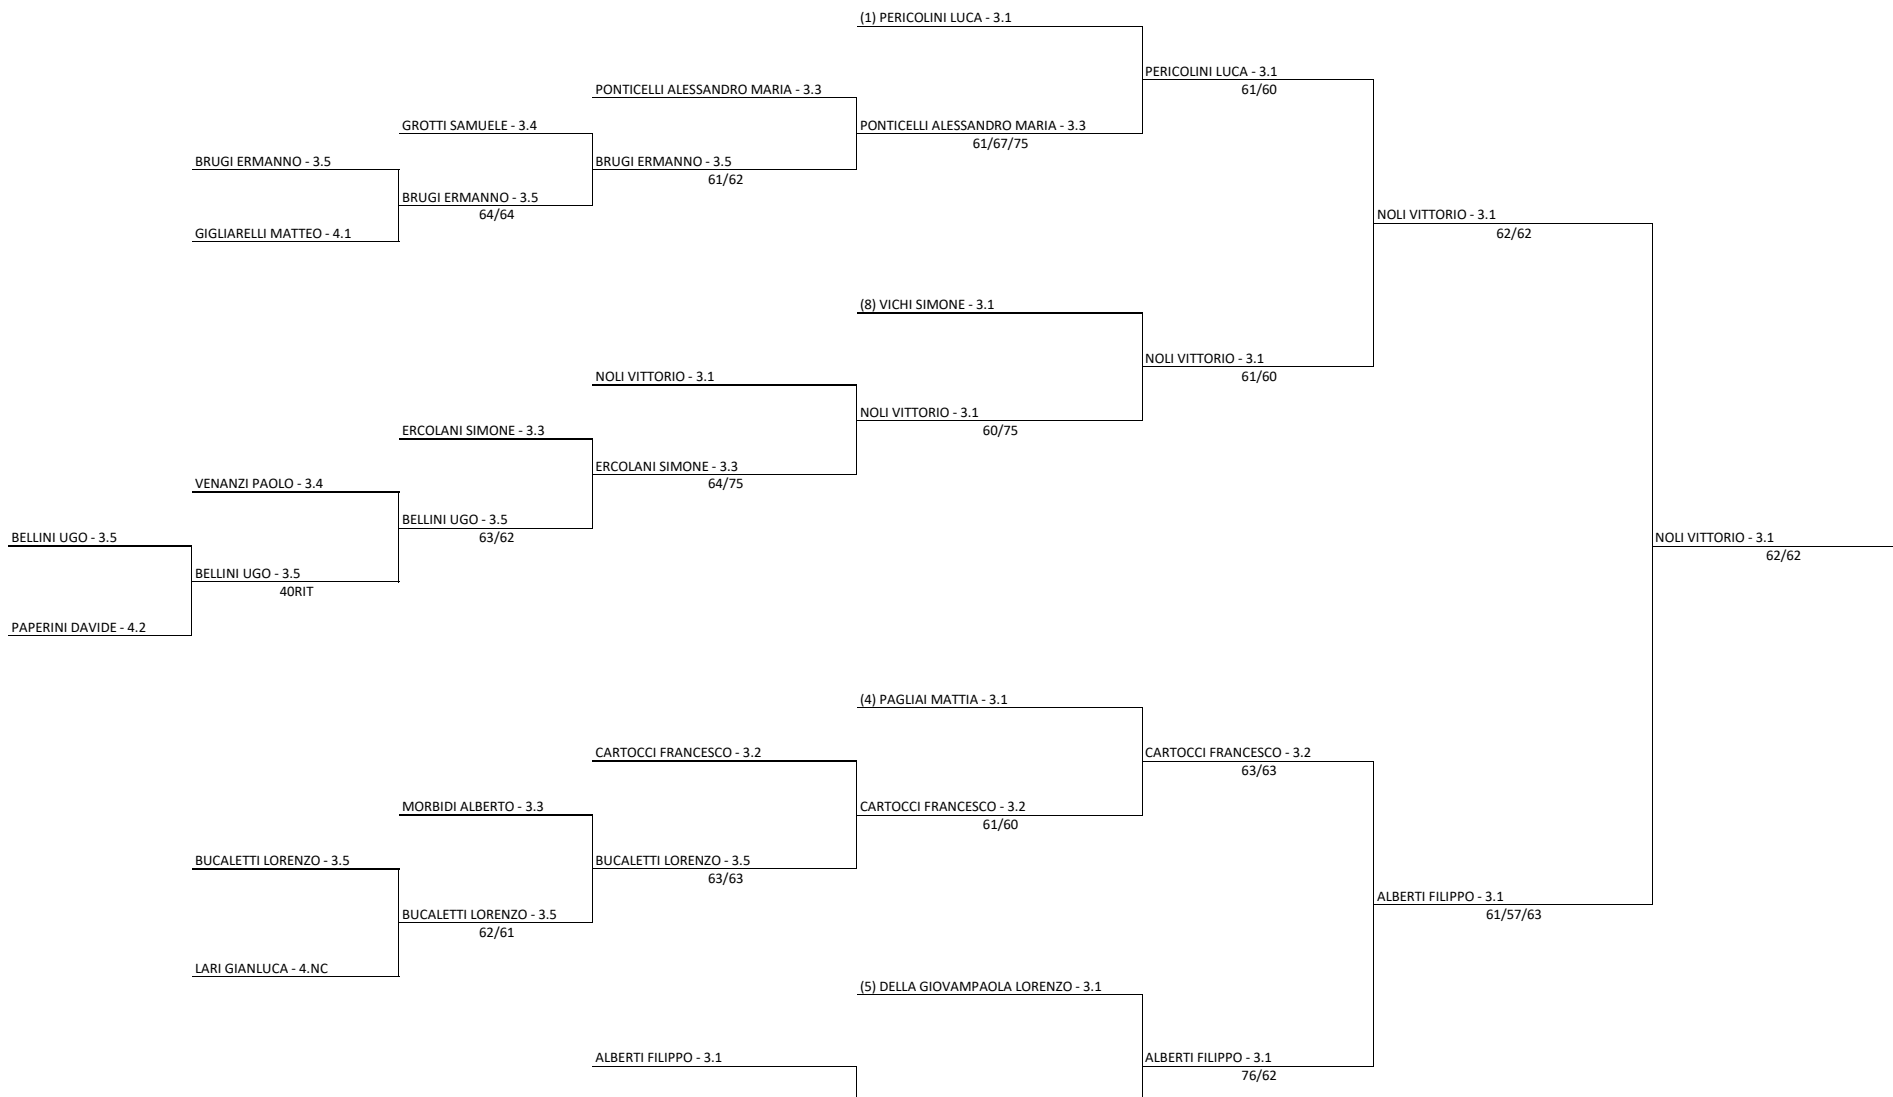 (1) PERICOLINI LUCA - 3.1
PERICOLINI LUCA - 3.1
61/60
PONTICELLI ALESSANDRO MARIA - 3.3
GROTTI SAMUELE - 3.4
PONTICELLI ALESSANDRO MARIA - 3.3
61/67/75
BRUGI ERMANNO - 3.5
BRUGI ERMANNO - 3.5
61/62
BRUGI ERMANNO - 3.5
64/64
NOLI VITTORIO - 3.1
62/62
GIGLIARELLI MATTEO - 4.1
(8) VICHI SIMONE - 3.1
NOLI VITTORIO - 3.1
61/60
NOLI VITTORIO - 3.1
NOLI VITTORIO - 3.1
60/75
ERCOLANI SIMONE - 3.3
ERCOLANI SIMONE - 3.3
64/75
VENANZI PAOLO - 3.4
BELLINI UGO - 3.5
63/62
BELLINI UGO - 3.5
NOLI VITTORIO - 3.1
62/62
BELLINI UGO - 3.5
40RIT
PAPERINI DAVIDE - 4.2
(4) PAGLIAI MATTIA - 3.1
CARTOCCI FRANCESCO - 3.2
CARTOCCI FRANCESCO - 3.2
63/63
MORBIDI ALBERTO - 3.3
CARTOCCI FRANCESCO - 3.2
61/60
BUCALETTI LORENZO - 3.5
BUCALETTI LORENZO - 3.5
63/63
ALBERTI FILIPPO - 3.1
61/57/63
BUCALETTI LORENZO - 3.5
62/61
LARI GIANLUCA - 4.NC
(5) DELLA GIOVAMPAOLA LORENZO - 3.1
ALBERTI FILIPPO - 3.1
ALBERTI FILIPPO - 3.1
76/62